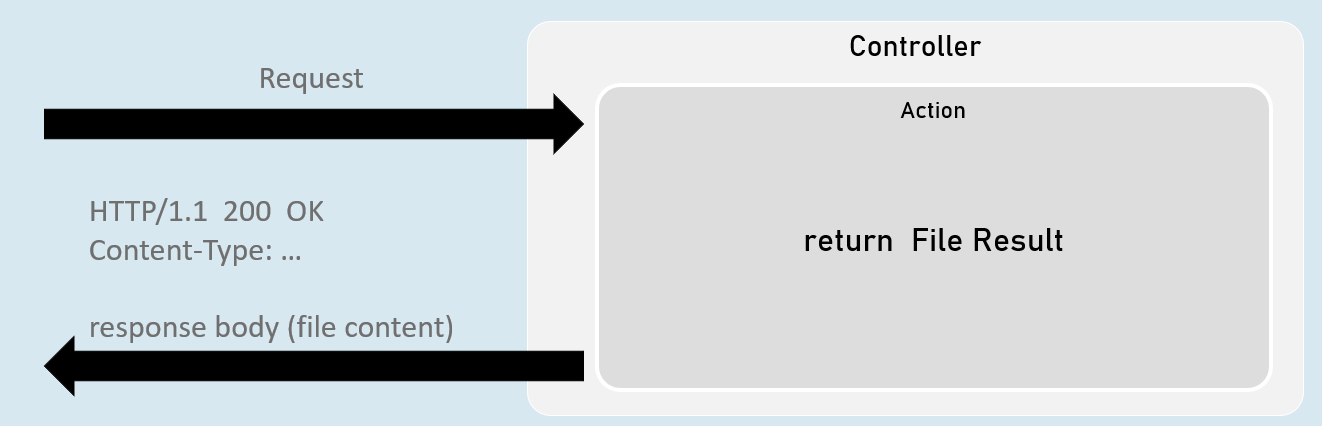 Controller
Request
Action
HTTP/1.1 200 OK
Content-Type: ...
return File Result
response body (file content)